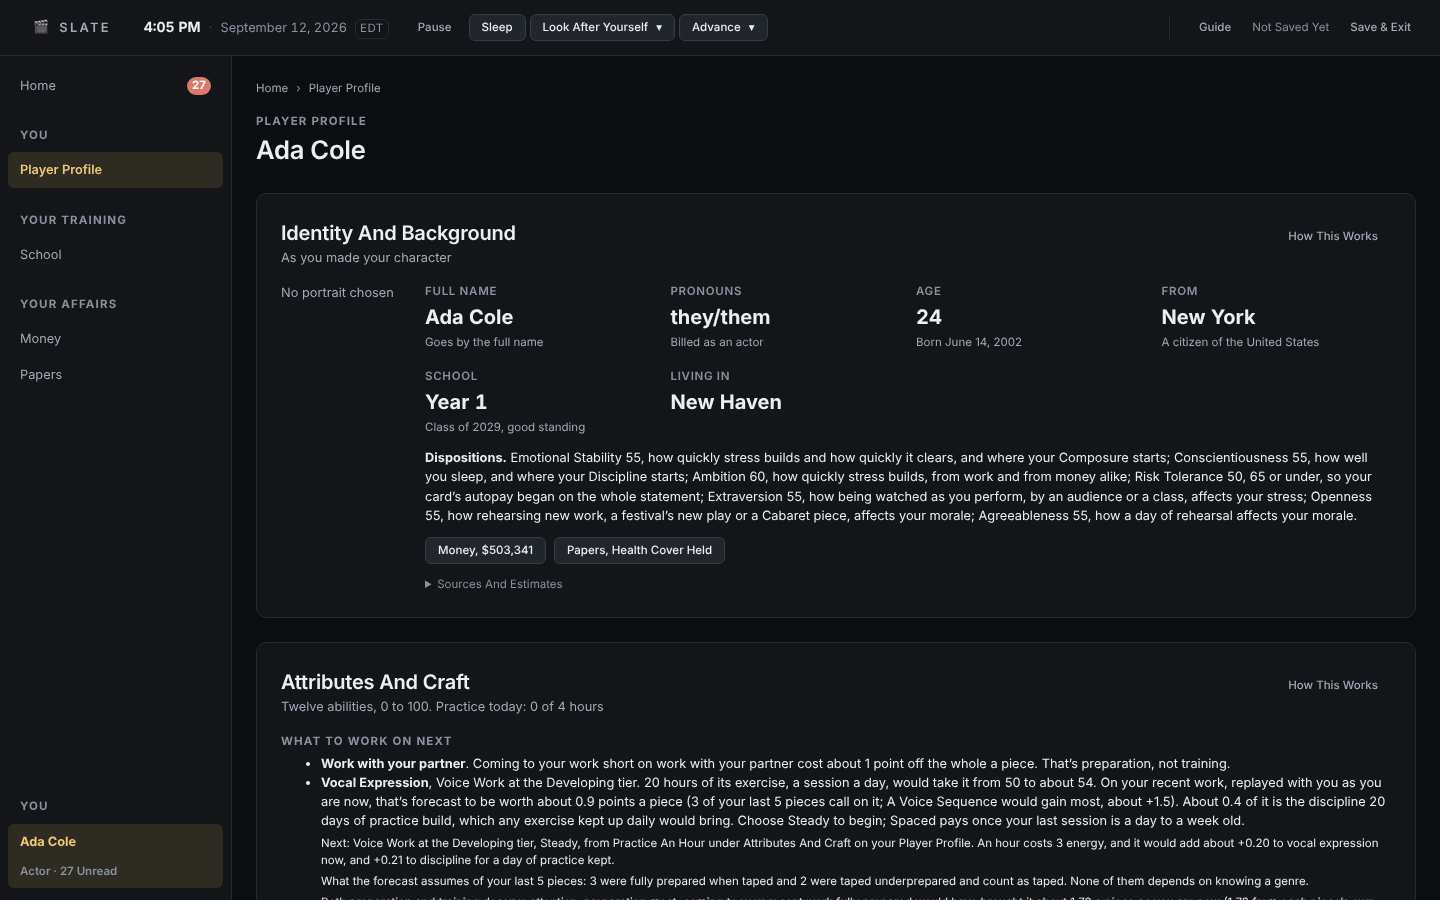 SLATE
4:05 PM · September 12, 2026 EDT
Pause
Sleep
Look After Yourself ▾
Advance ▾
Guide
Not Saved Yet
Save & Exit
Home
27
YOU
Player Profile
YOUR TRAINING
School
YOUR AFFAIRS
Money
Papers
YOU
Ada Cole
Actor · 27 Unread
Home › Player Profile
PLAYER PROFILE
Ada Cole
Identity And Background
How This Works
As you made your character
No portrait chosen
FULL NAME
Ada Cole
Goes by the full name
PRONOUNS
they/them
Billed as an actor
AGE
24
Born June 14, 2002
FROM
New York
A citizen of the United States
SCHOOL
Year 1
Class of 2029, good standing
LIVING IN
New Haven
Dispositions. Emotional Stability 55, how quickly stress builds and how quickly it clears, and where your Composure starts; Conscientiousness 55, how well
you sleep, and where your Discipline starts; Ambition 60, how quickly stress builds, from work and from money alike; Risk Tolerance 50, 65 or under, so your
card's autopay began on the whole statement; Extraversion 55, how being watched as you perform, by an audience or a class, affects your stress; Openness
55, how rehearsing new work, a festival's new play or a Cabaret piece, affects your morale; Agreeableness 55, how a day of rehearsal affects your morale.
Money, $503,341
Papers, Health Cover Held
▶ Sources And Estimates
Attributes And Craft
How This Works
Twelve abilities, 0 to 100. Practice today: 0 of 4 hours
WHAT TO WORK ON NEXT
• Work with your partner. Coming to your work short on work with your partner cost about 1 point off the whole a piece. That's preparation, not training.
• Vocal Expression, Voice Work at the Developing tier. 20 hours of its exercise, a session a day, would take it from 50 to about 54. On your recent work, replayed with you as you
are now, that's forecast to be worth about 0.9 points a piece (3 of your last 5 pieces call on it; A Voice Sequence would gain most, about +1.5). About 0.4 of it is the discipline 20
days of practice build, which any exercise kept up daily would bring. Choose Steady to begin; Spaced pays once your last session is a day to a week old.
Next: Voice Work at the Developing tier, Steady, from Practice An Hour under Attributes And Craft on your Player Profile. An hour costs 3 energy, and it would add about +0.20 to vocal expression
now, and +0.21 to discipline for a day of practice kept.
What the forecast assumes of your last 5 pieces: 3 were fully prepared when taped and 2 were taped underprepared and count as taped. None of them depends on knowing a genre.